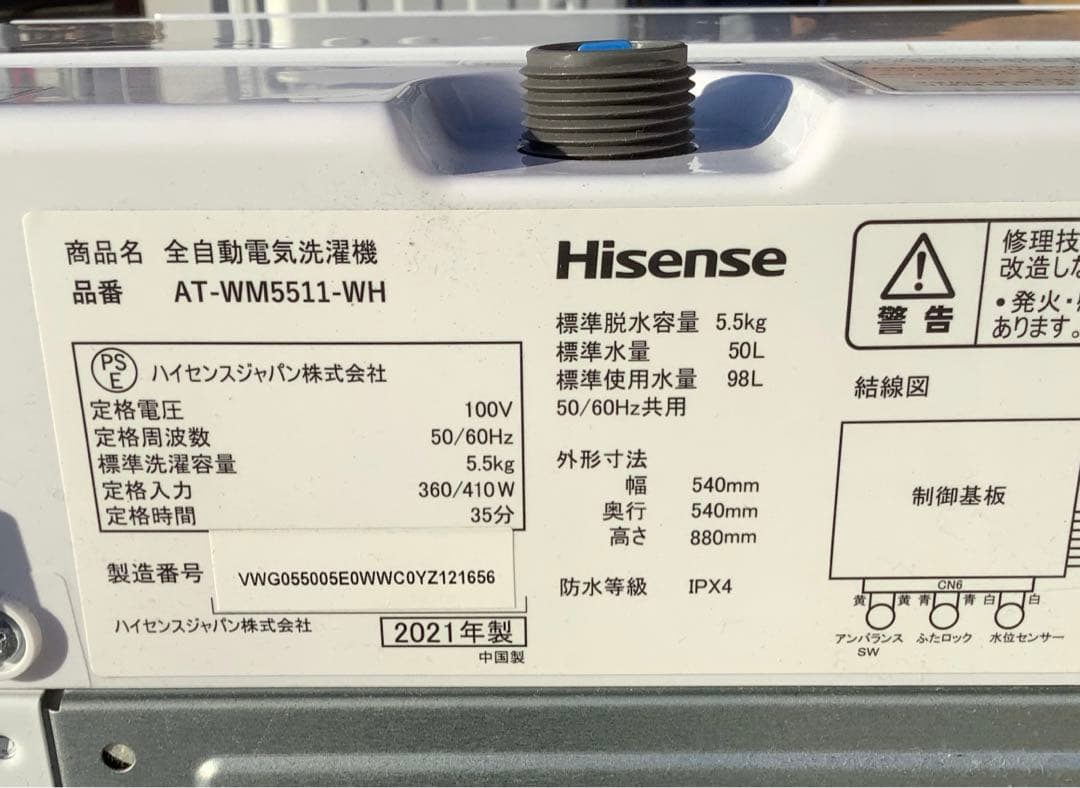 商品名 全自動電気洗濯機
品番 AT-WM5511-WH
PS
E
ハイセンスジャパン株式会社
定格電圧 100V
定格周波数 50/60Hz
標準洗濯容量 5.5kg
定格入力 360/410W
定格時間 35分
製造番号 VWG055005E0WWC0YZ121656
ハイセンスジャパン株式会社 2021年製
中国製
Hisense
標準脱水容量 5.5kg
標準水量 50L
標準使用水量 98L
50/60Hz共用
外形寸法
幅 540mm
奥行 540mm
高さ 880mm
防水等級 IPX4
警告
修理技
改造した
・発火・
あります。
結線図
制御基板
CN6
黄 黄 青 青 白 白
アンバランス ふたロック 水位センサー
SW